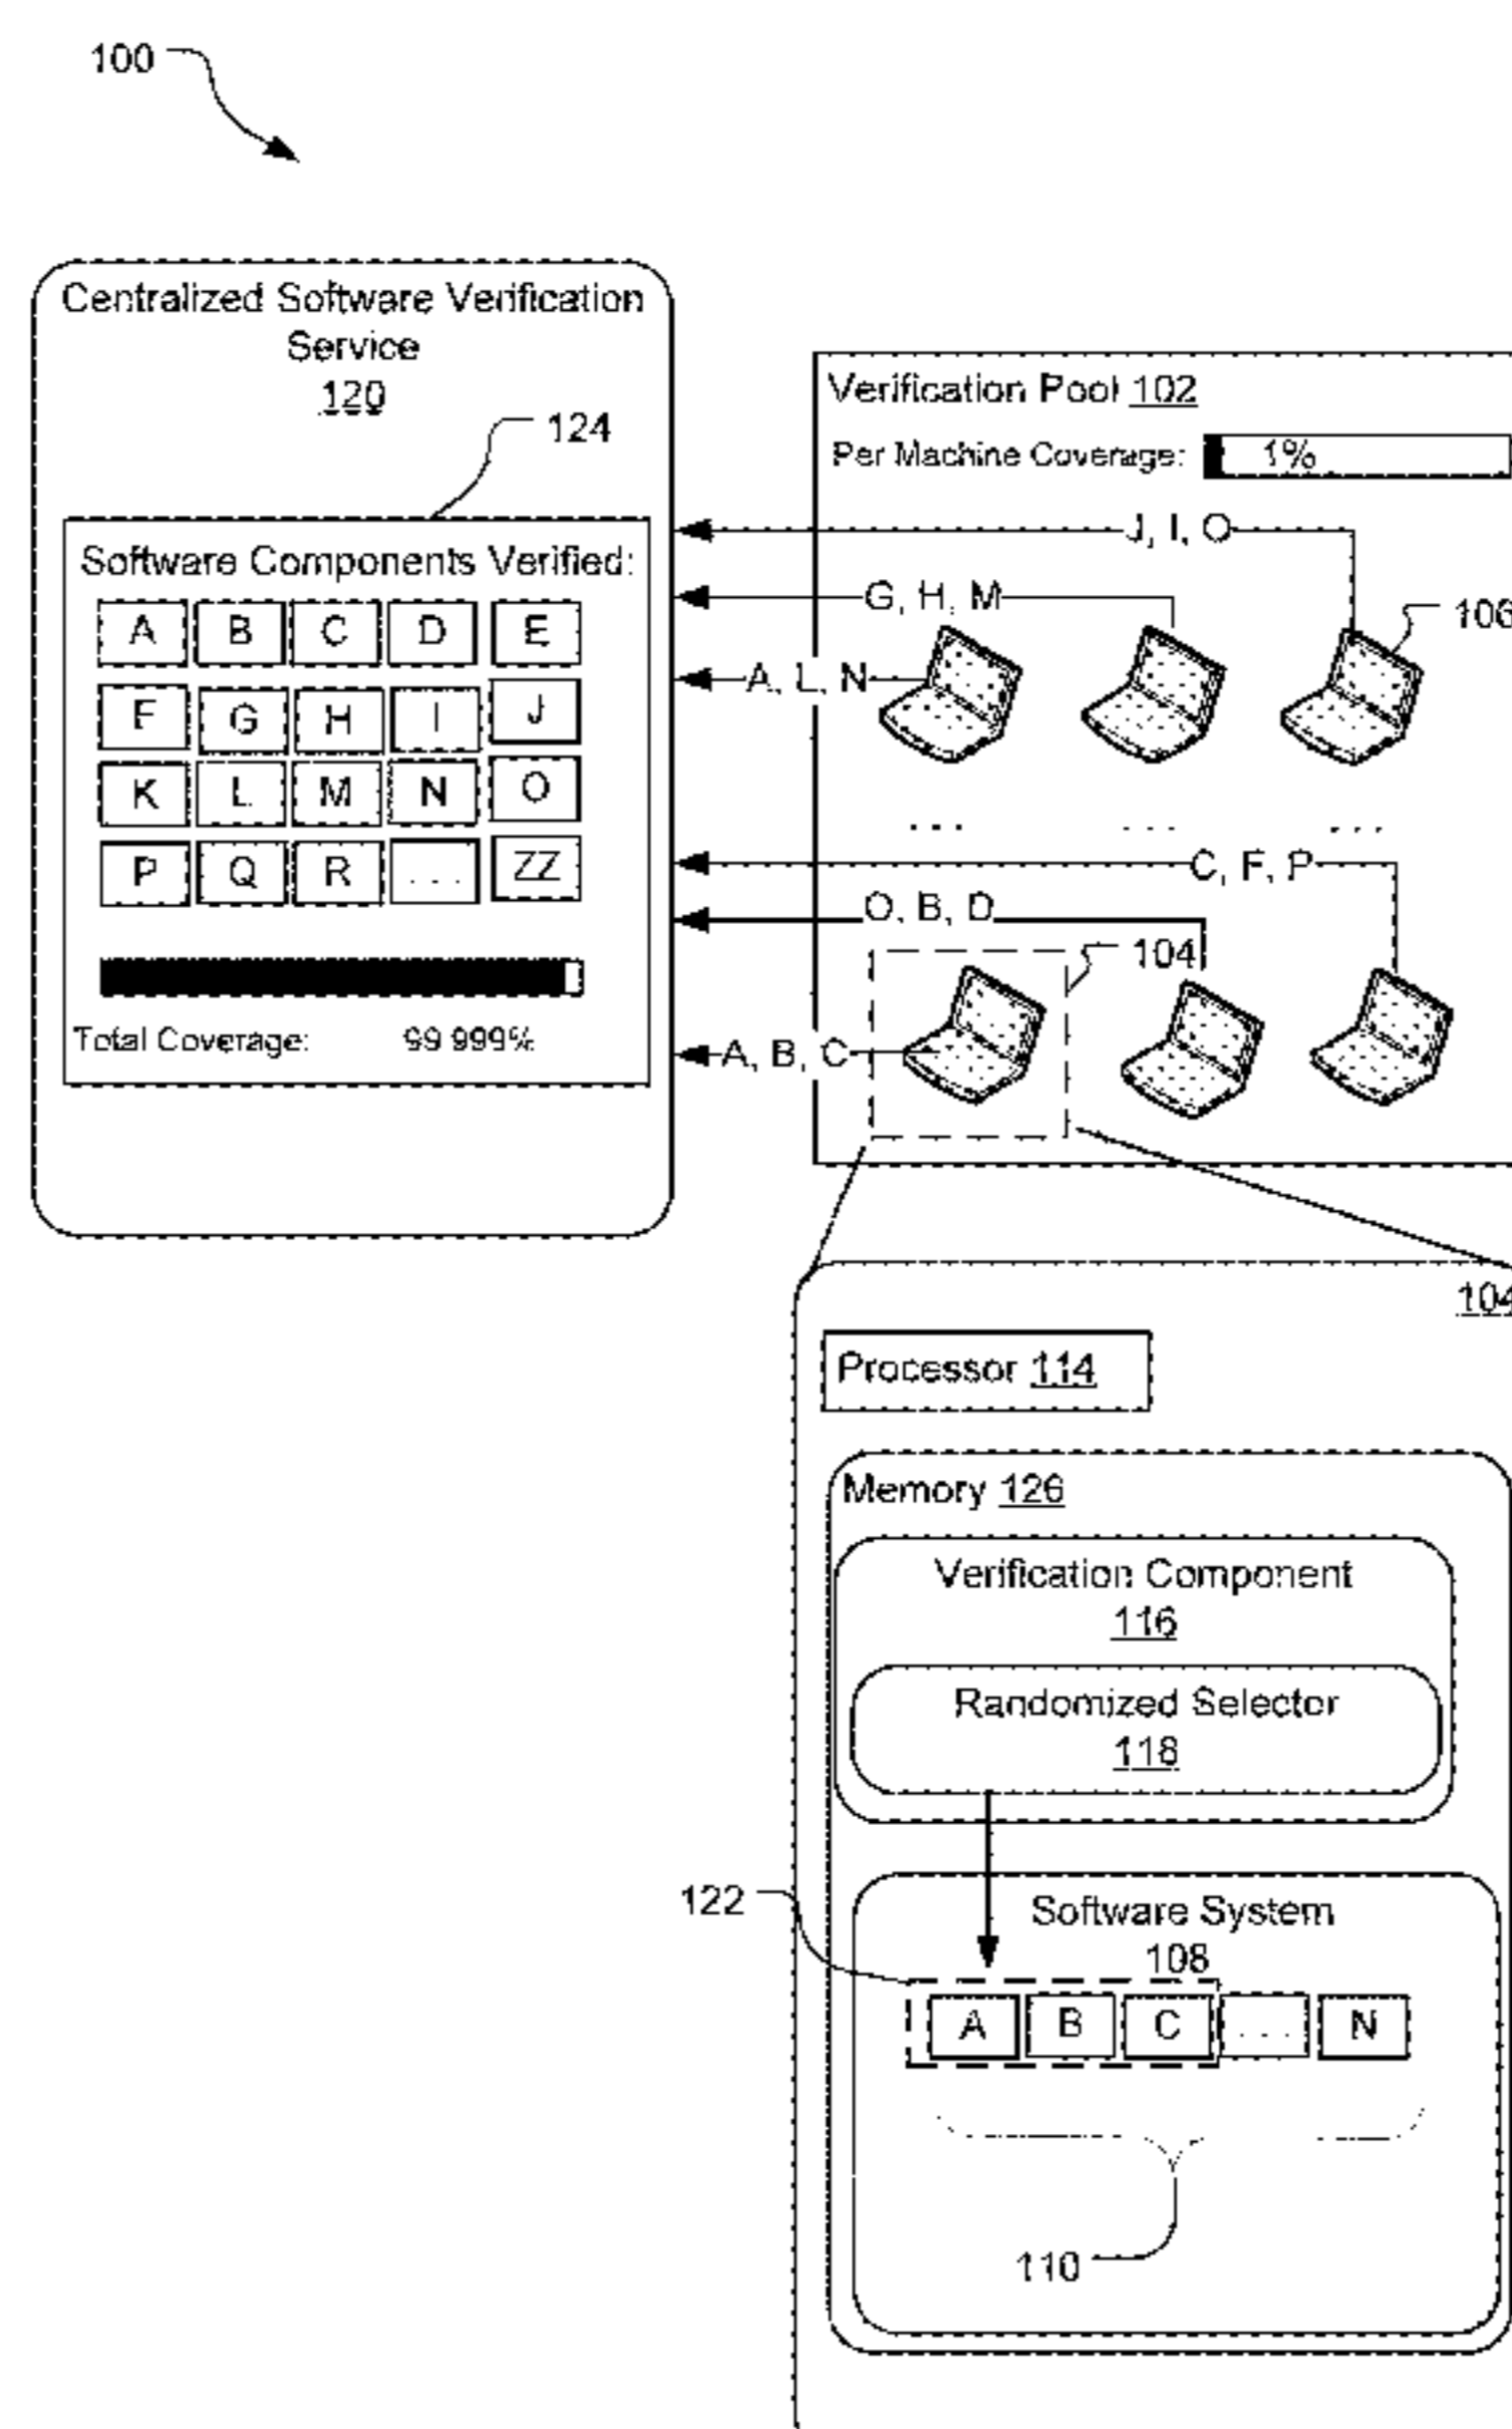 100
Centralized Software Verification
Service
120
124
Software Components Verified:
A B C D E
F G H I J
K L M N O
P Q R ... ZZ
Total Coverage: 99.999%
Verification Pool 102
Per Machine Coverage: 1%
J, I, O
G, H, M
106
A, L, N
... ... ...
C, F, P
O, B, D
104
A, B, C
104
Processor 114
Memory 126
Verification Component
116
Randomized Selector
118
122
Software System
108
A B C ... N
110